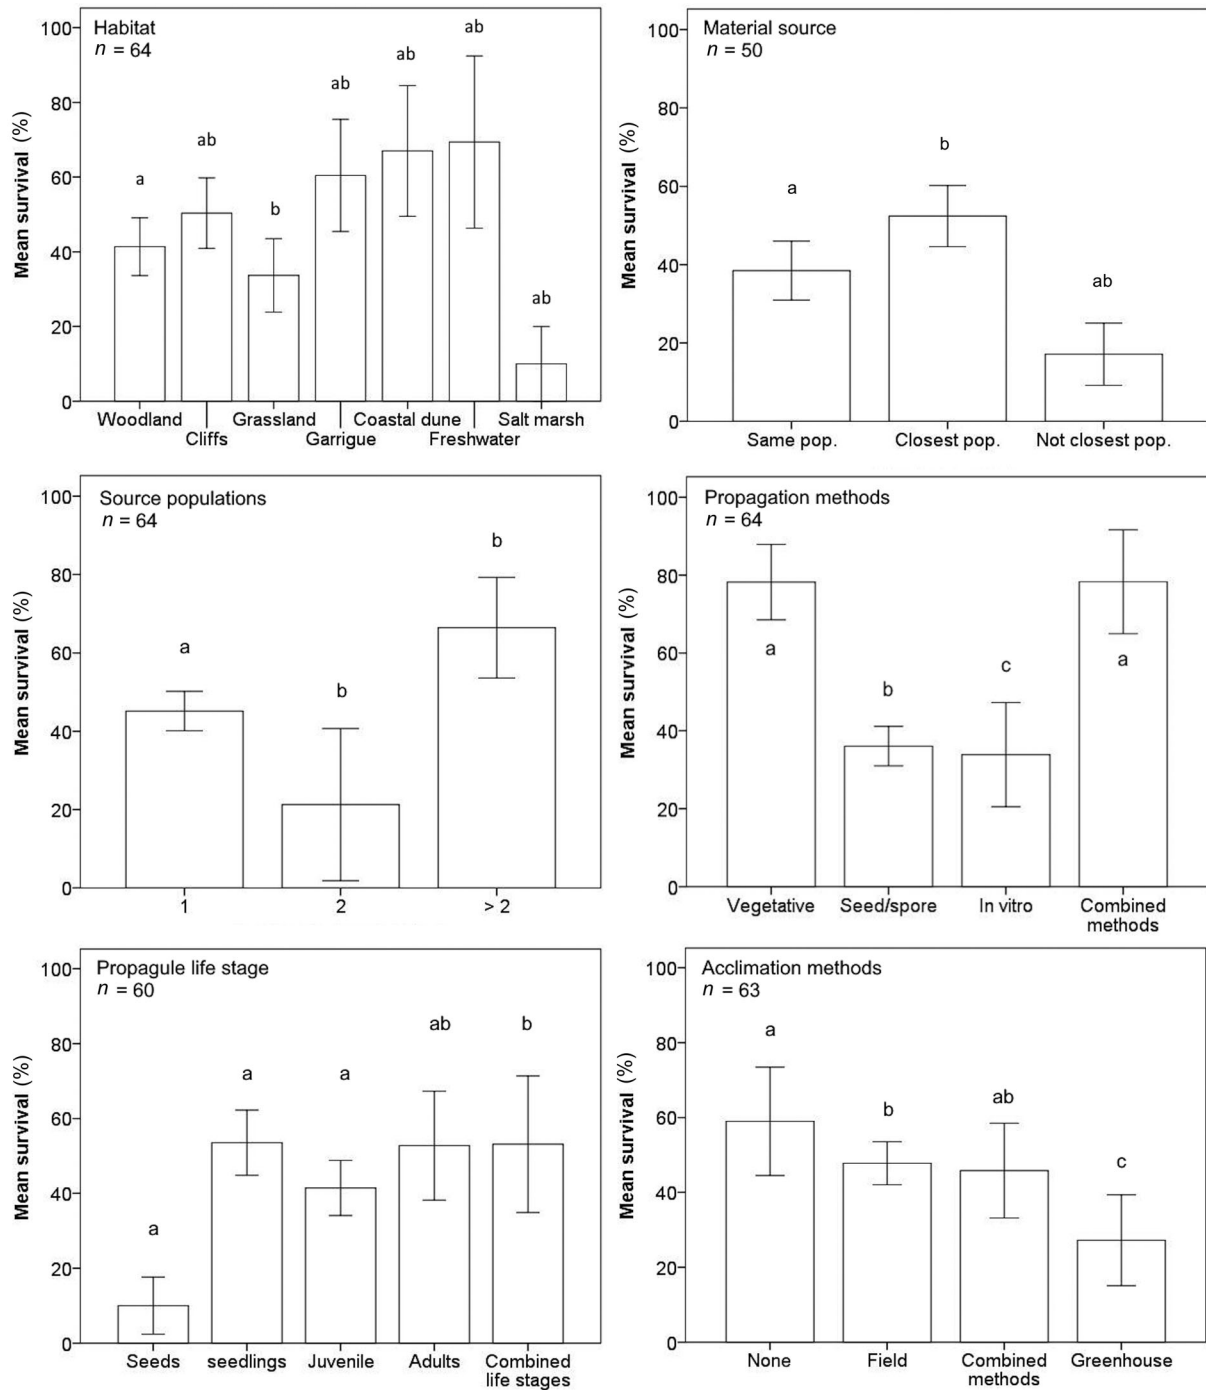 Habitat
n = 64
Mean survival (%)
100
80
60
40
20
0
a
ab
b
ab
ab
ab
ab
Woodland
Cliffs
Grassland
Garrigue
Coastal dune
Freshwater
Salt marsh
Material source
n = 50
Mean survival (%)
100
80
60
40
20
0
a
b
ab
Same pop.
Closest pop.
Not closest pop.
Source populations
n = 64
Mean survival (%)
100
80
60
40
20
0
a
b
b
1
2
> 2
Propagation methods
n = 64
Mean survival (%)
100
80
60
40
20
0
a
b
c
a
Vegetative
Seed/spore
In vitro
Combined
methods
Propagule life stage
n = 60
Mean survival (%)
100
80
60
40
20
0
a
a
a
ab
b
Seeds
seedlings
Juvenile
Adults
Combined
life stages
Acclimation methods
n = 63
Mean survival (%)
100
80
60
40
20
0
a
b
ab
c
None
Field
Combined
methods
Greenhouse